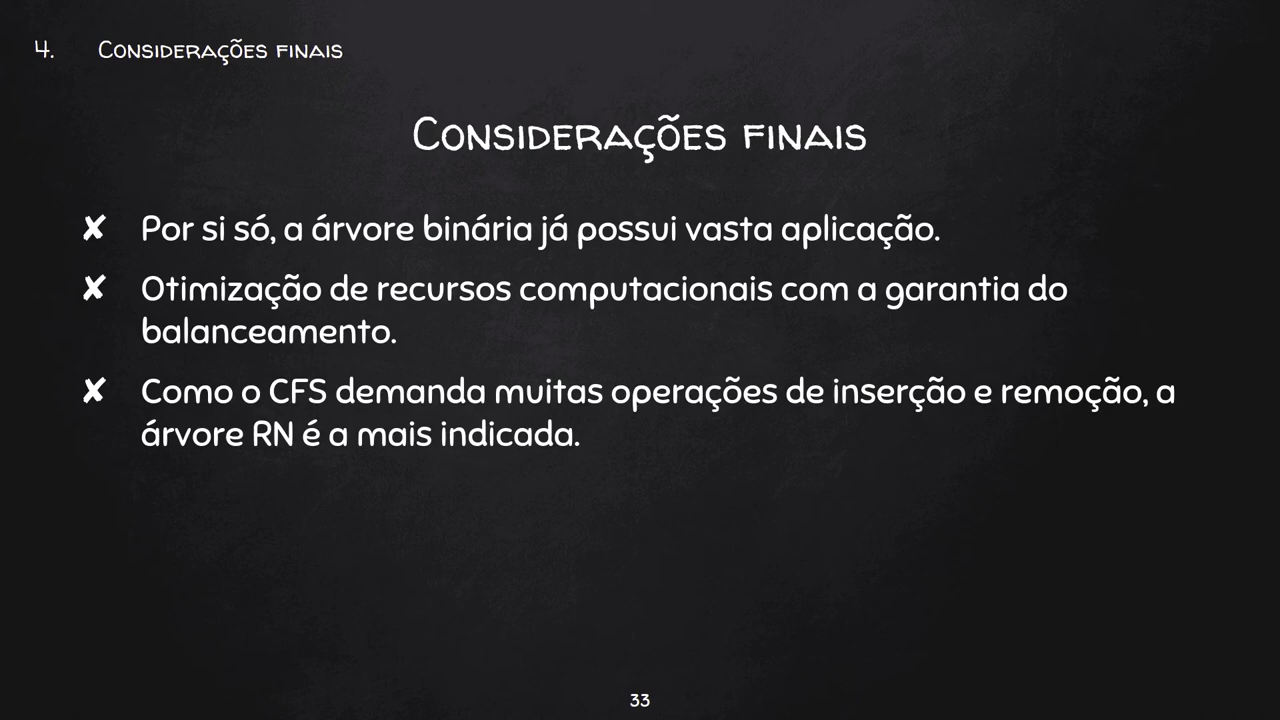 4. Considerações finais
Considerações finais
✘ Por si só, a árvore binária já possui vasta aplicação.
✘ Otimização de recursos computacionais com a garantia do
balanceamento.
✘ Como o CFS demanda muitas operações de inserção e remoção, a
árvore RN é a mais indicada.
33